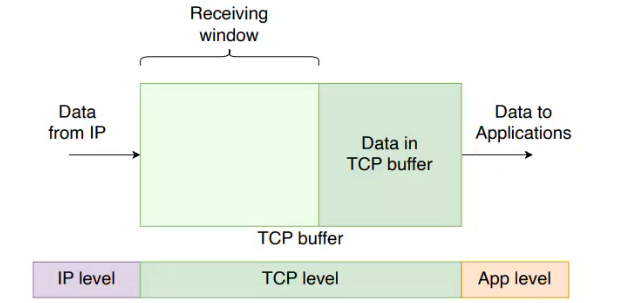 Receiving
window
Data
from IP
Data in
TCP buffer
Data to
Applications
TCP buffer
IP level
TCP level
App level